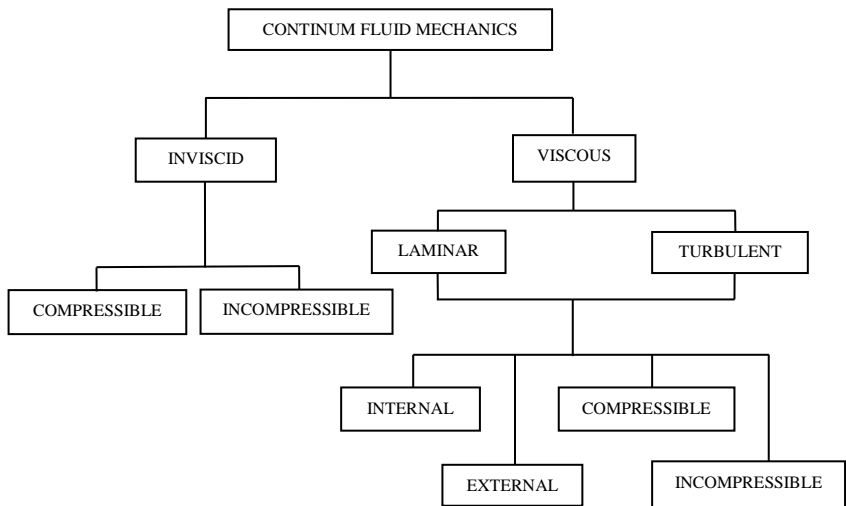 CONTINUM FLUID MECHANICS
INVISCID
VISCOUS
LAMINAR
TURBULENT
COMPRESSIBLE
INCOMPRESSIBLE
INTERNAL
COMPRESSIBLE
EXTERNAL
INCOMPRESSIBLE